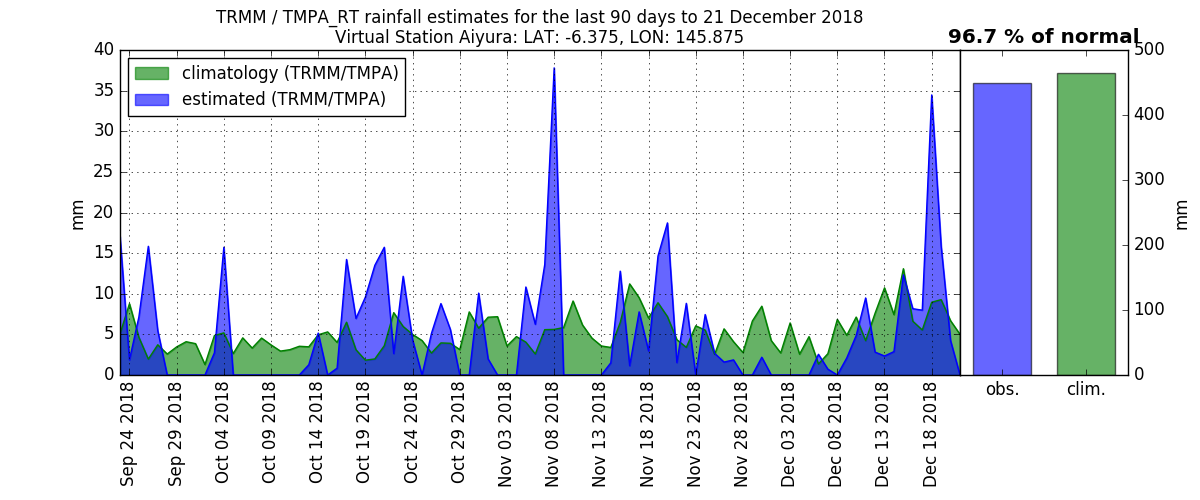 TRMM / TMPA_RT rainfall estimates for the last 90 days to 21 December 2018
Virtual Station Aiyura: LAT: -6.375, LON: 145.875
96.7 % of normal
climatology (TRMM/TMPA)
estimated (TRMM/TMPA)
40
35
30
25
20
15
10
5
0
mm
Sep 24 2018
Sep 29 2018
Oct 04 2018
Oct 09 2018
Oct 14 2018
Oct 19 2018
Oct 24 2018
Oct 29 2018
Nov 03 2018
Nov 08 2018
Nov 13 2018
Nov 18 2018
Nov 23 2018
Nov 28 2018
Dec 03 2018
Dec 08 2018
Dec 13 2018
Dec 18 2018
obs.
clim.
500
400
300
200
100
0
mm